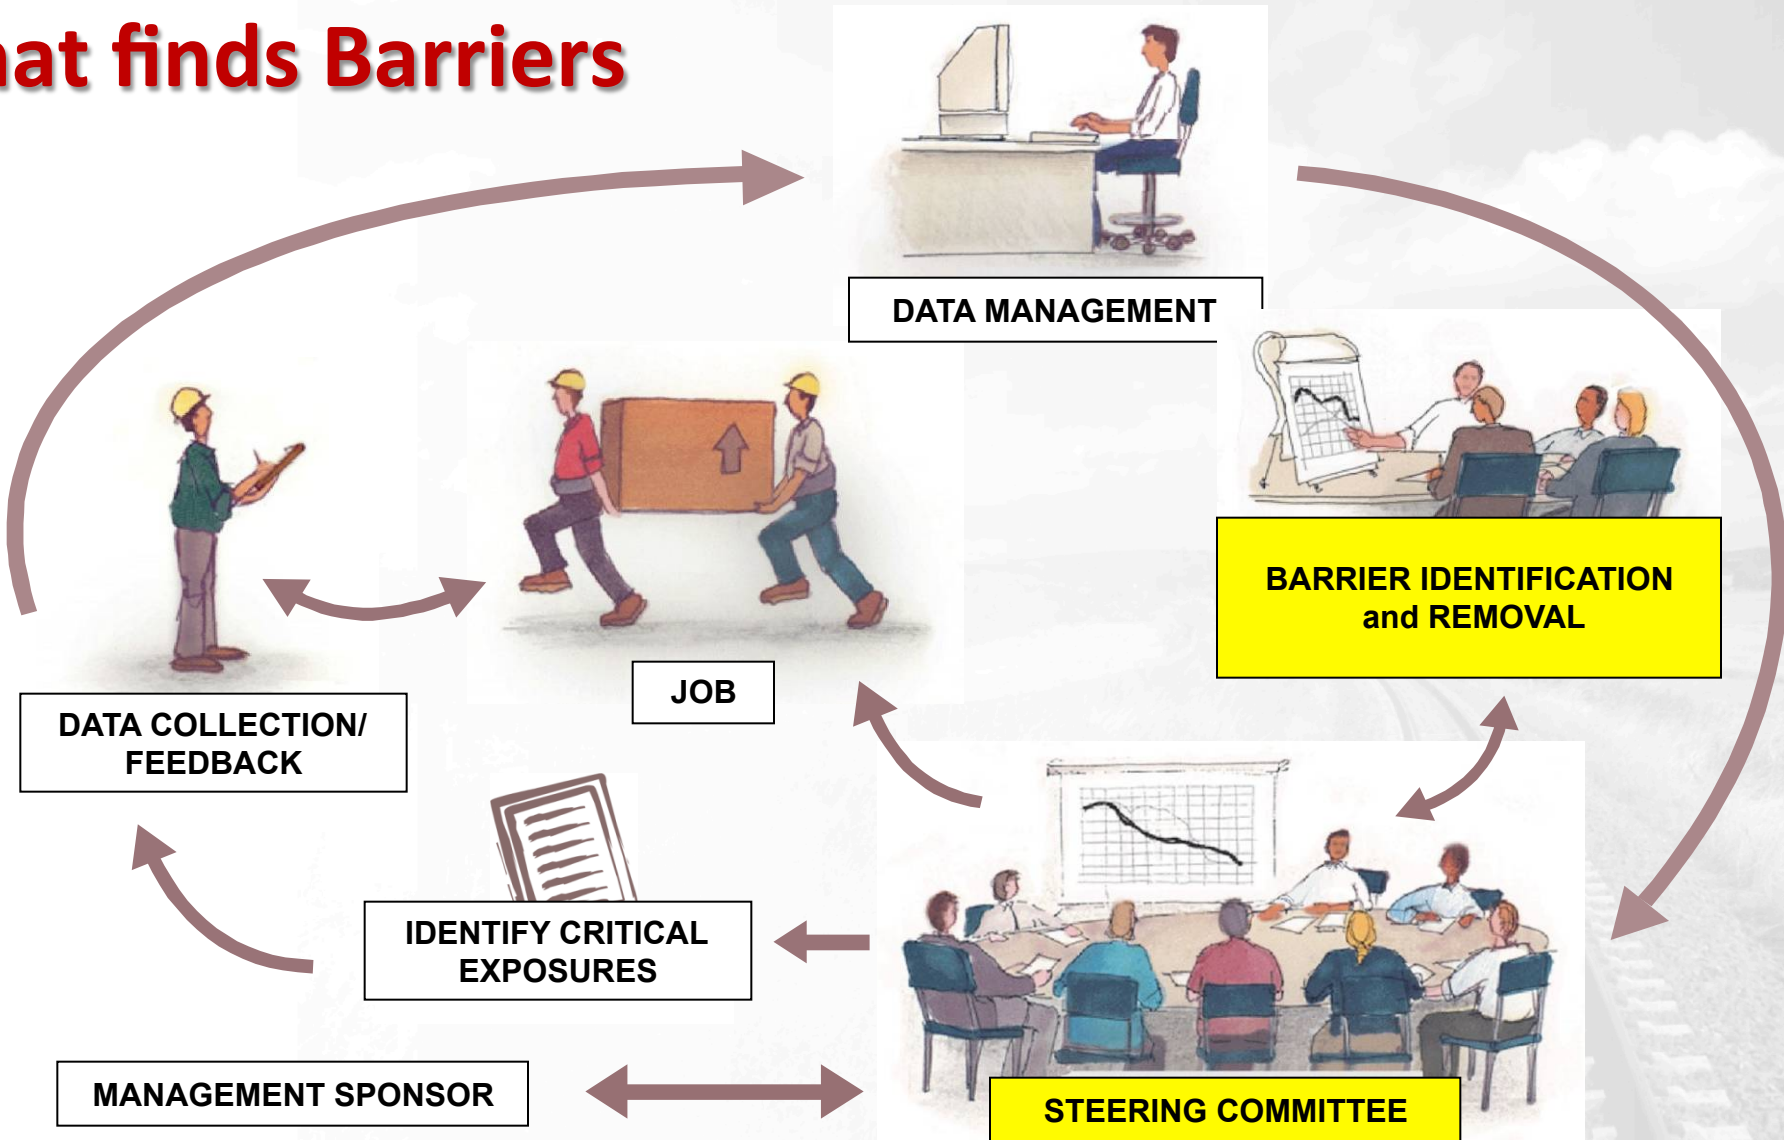 finds Barriers
DATA MANAGEMENT
BARRIER IDENTIFICATION
and REMOVAL
JOB
DATA COLLECTION/
FEEDBACK
IDENTIFY CRITICAL
EXPOSURES
MANAGEMENT SPONSOR
STEERING COMMITTEE